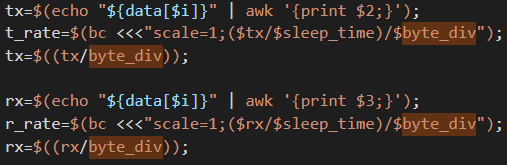 tx=$(echo "${data[$i]}" | awk '{print $2;}');
t_rate=$(bc <<<"scale=1;($tx/$sleep_time)/$byte_div");
tx=$((tx/byte_div));

rx=$(echo "${data[$i]}" | awk '{print $3;}');
r_rate=$(bc <<<"scale=1;($rx/$sleep_time)/$byte_div");
rx=$((rx/byte_div));